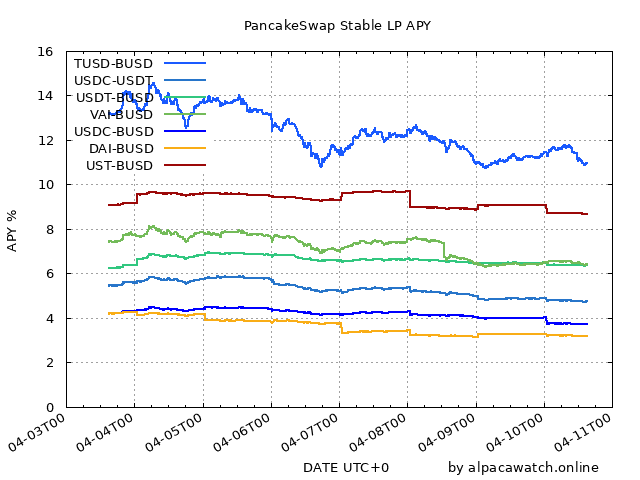 PancakeSwap Stable LP APY
16
14
12
10
8
6
4
2
0
APY %
TUSD-BUSD
USDC-USDT
USDT-BUSD
VAI-BUSD
USDC-BUSD
DAI-BUSD
UST-BUSD
04-03T00
04-04T00
04-05T00
04-06T00
04-07T00
04-08T00
04-09T00
04-10T00
04-11T00
DATE UTC+0
by alpacawatch.online